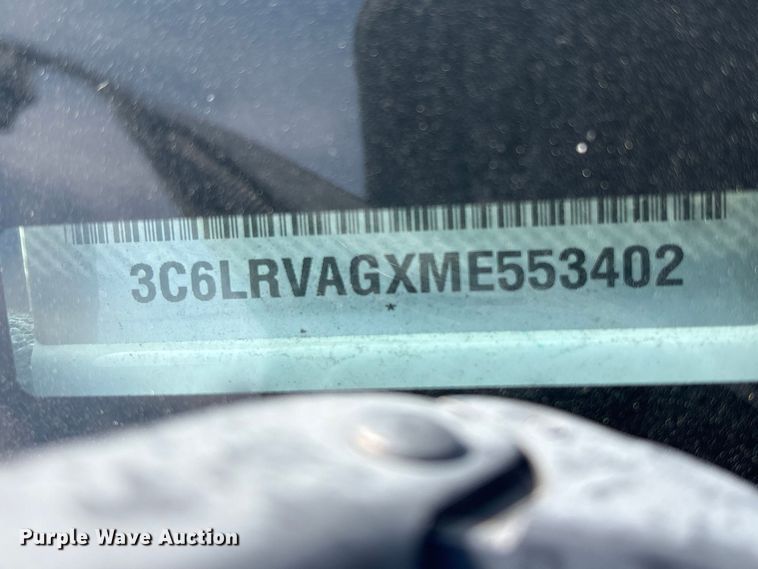 3C6LRVAGXME553402
*
Purple Wave Auction